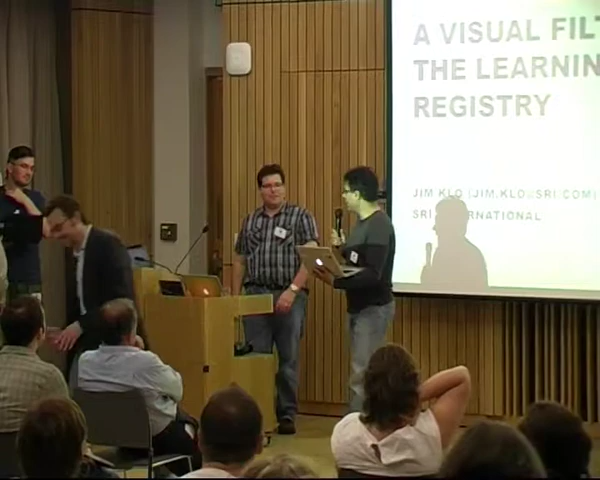 A VISUAL FILT
THE LEARNIN
REGISTRY
JIM KLO (JIM.KLO@SRI.COM)
SRI INTERNATIONAL